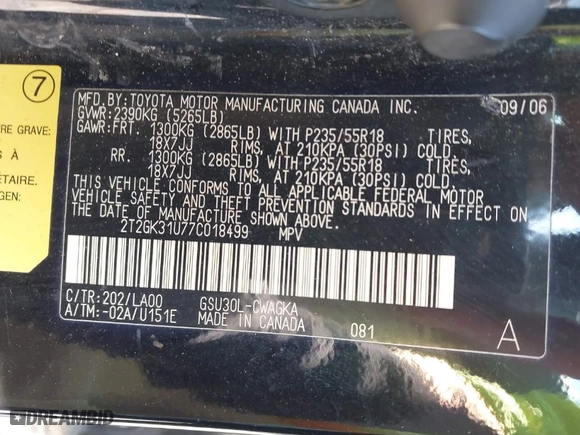 7
MFD.BY:TOYOTA MOTOR MANUFACTURING CANADA INC. 09/06
GVWR:2390KG (5265LB)
GAWR:FRT. 1300KG (2865LB) WITH P235/55R18 TIRES,
18X7JJ RIMS, AT 210KPA (30PSI) COLD
RR. 1300KG (2865LB) WITH P235/55R18 TIRES,
18X7JJ RIMS, AT 210KPA (30PSI) COLD.
THIS VEHICLE CONFORMS TO ALL APPLICABLE FEDERAL MOTOR
VEHICLE SAFETY AND THEFT PREVENTION STANDARDS IN EFFECT ON
THE DATE OF MANUFACTURE SHOWN ABOVE.
2T2GK31U77C018499 MPV
C/TR:202/LA00 GSU30L-CWAGKA
A/TM:-02A/U151E MADE IN CANADA 081 A
TRE GRAVE:
S À
ÉTAIRE.
GEN.
DREAMBID